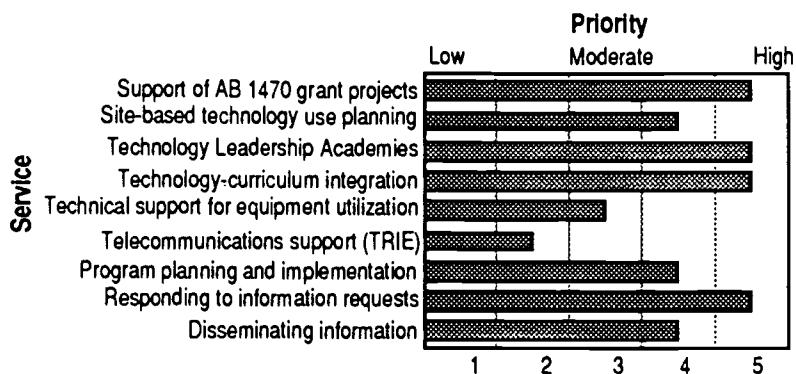 Priority
Low Moderate High
Support of AB 1470 grant projects
Site-based technology use planning
Technology Leadership Academies
Technology-curriculum integration
Technical support for equipment utilization
Telecommunications support (TRIE)
Program planning and implementation
Responding to information requests
Disseminating information
Service
1 2 3 4 5